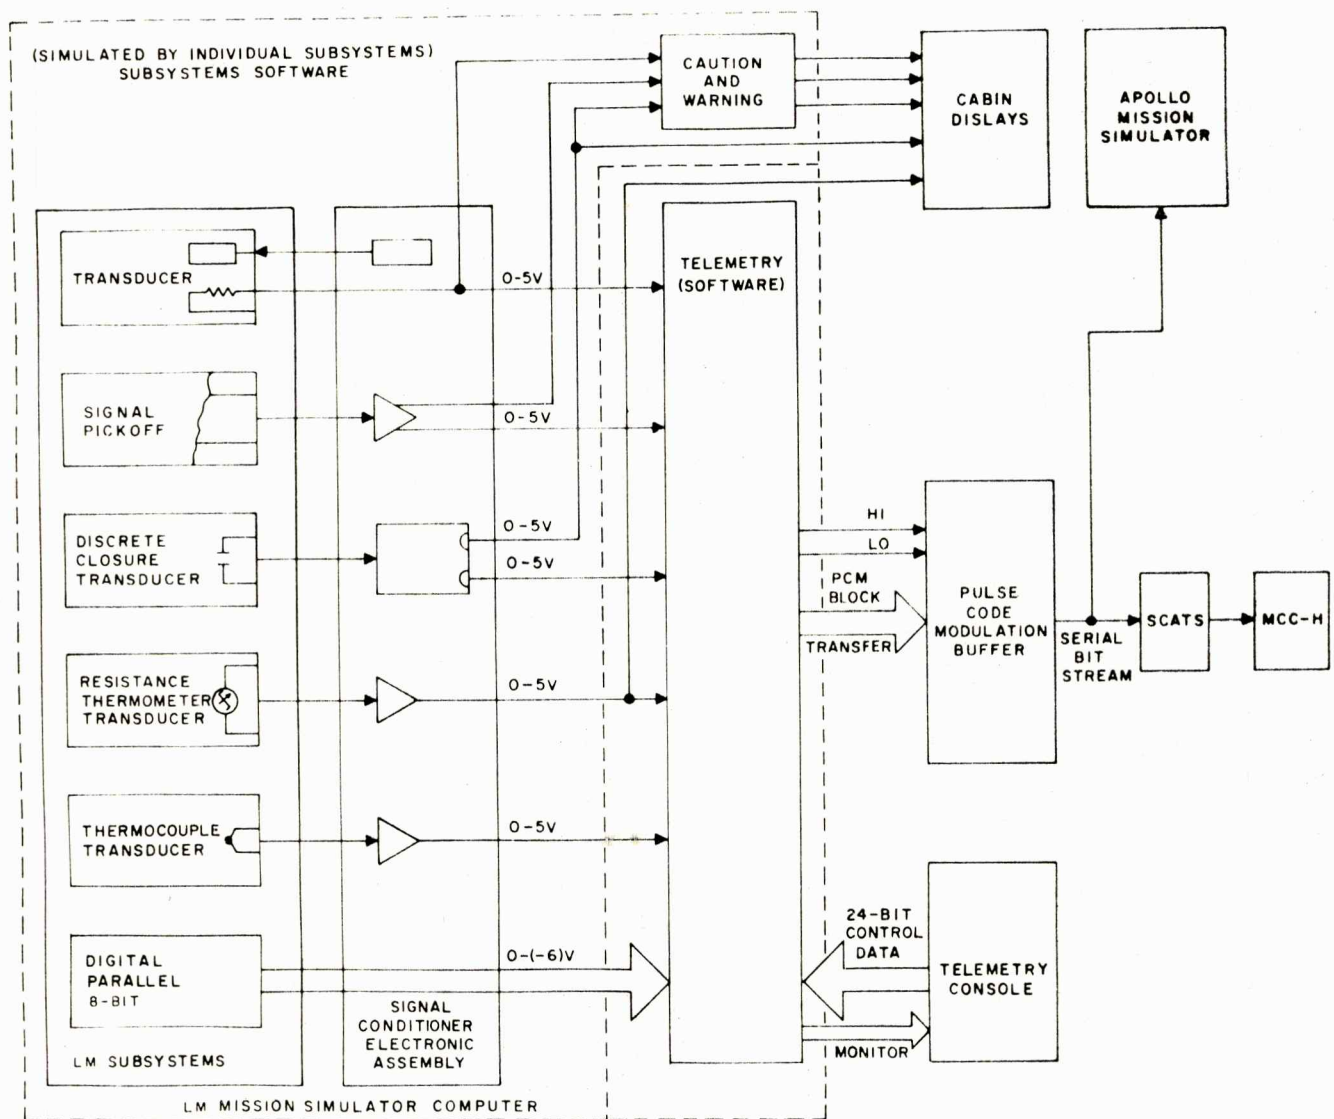 (SIMULATED BY INDIVIDUAL SUBSYSTEMS)
SUBSYSTEMS SOFTWARE
CAUTION
AND
WARNING
CABIN
DISLAYS
APOLLO
MISSION
SIMULATOR
TRANSDUCER
0-5V
TELEMETRY
(SOFTWARE)
SIGNAL
PICKOFF
0-5V
DISCRETE
CLOSURE
TRANSDUCER
0-5V
0-5V
HI
LO
PCM
BLOCK
TRANSFER
PULSE
CODE
MODULATION
BUFFER
SERIAL
BIT
STREAM
SCATS
MCC-H
RESISTANCE
THERMOMETER
TRANSDUCER
0-5V
THERMOCOUPLE
TRANSDUCER
0-5V
DIGITAL
PARALLEL
8-BIT
0-(-6)V
24-BIT
CONTROL
DATA
TELEMETRY
CONSOLE
MONITOR
SIGNAL
CONDITIONER
ELECTRONIC
ASSEMBLY
LM SUBSYSTEMS
LM MISSION SIMULATOR COMPUTER